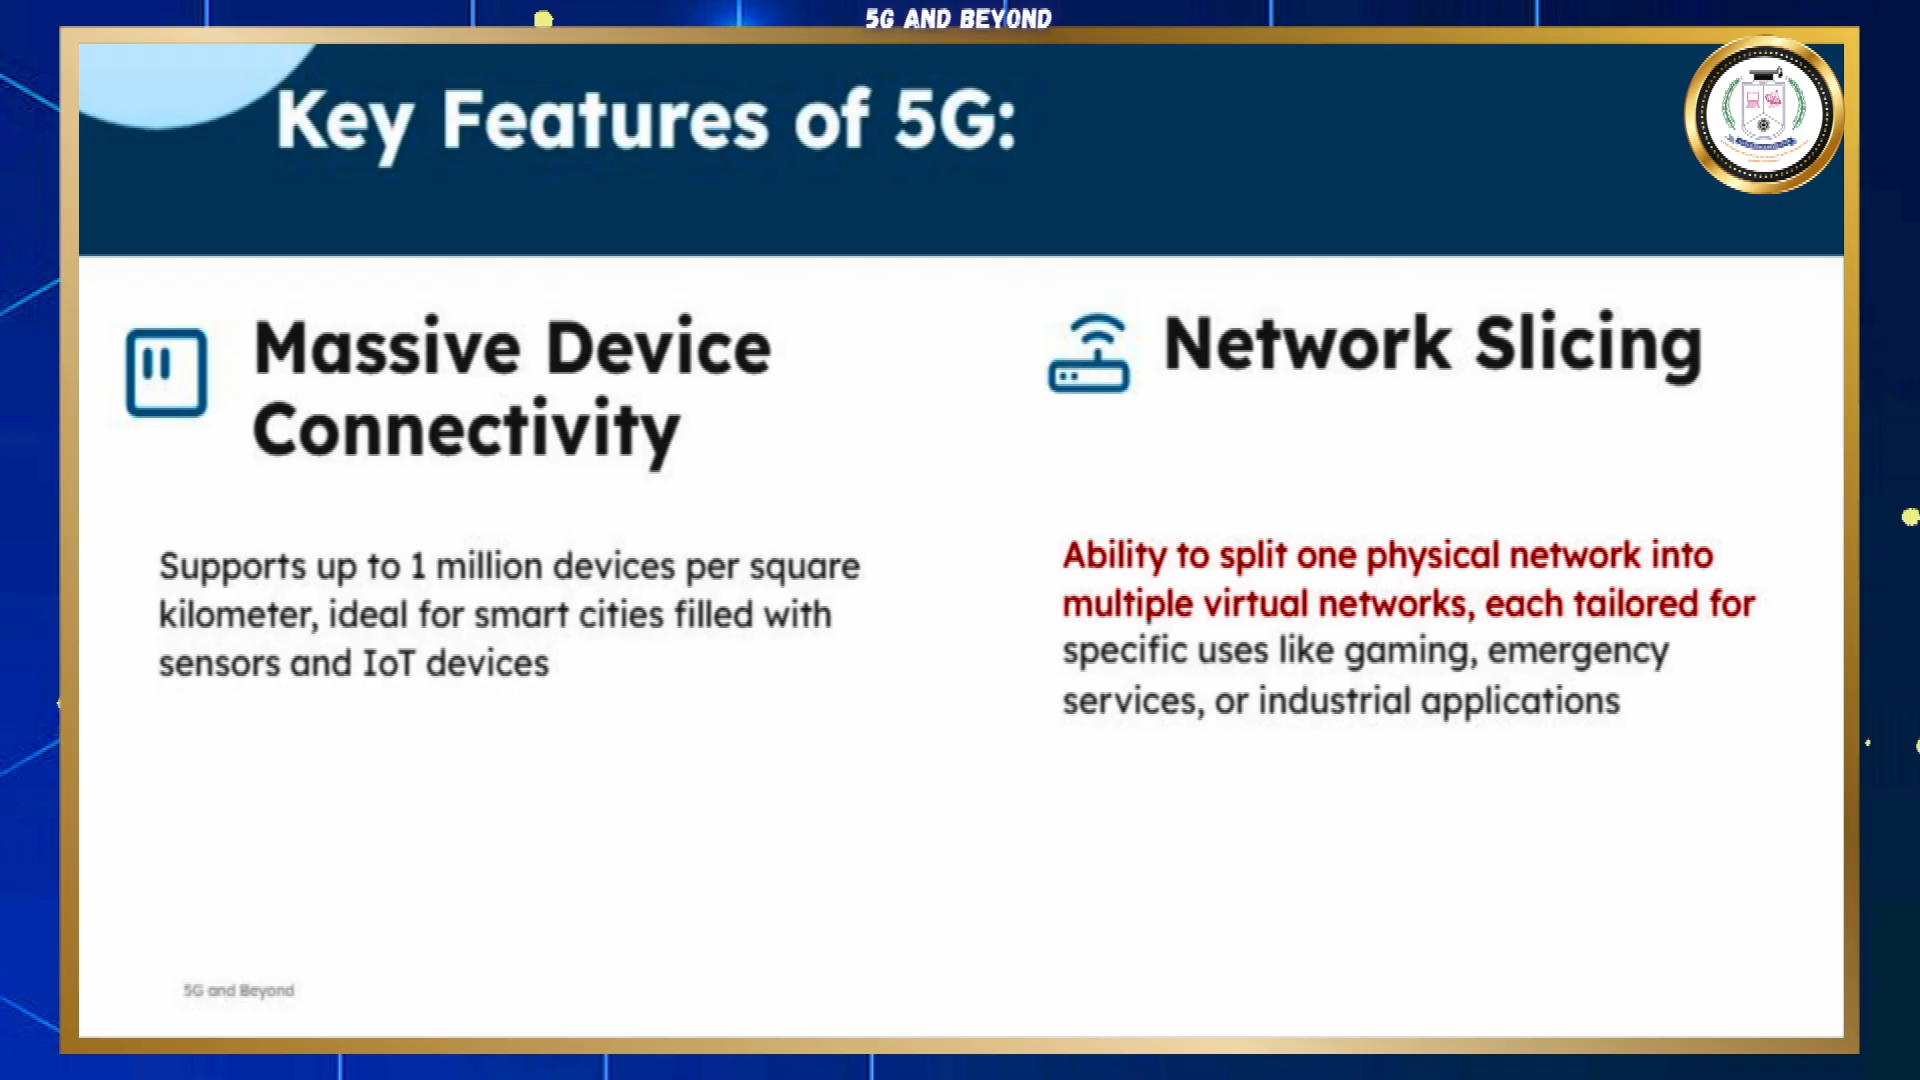 5G AND BEYOND
Key Features of 5G:
Massive Device
Connectivity
Supports up to 1 million devices per square
kilometer, ideal for smart cities filled with
sensors and IoT devices
Network Slicing
Ability to split one physical network into
multiple virtual networks, each tailored for
specific uses like gaming, emergency
services, or industrial applications
5G and Beyond